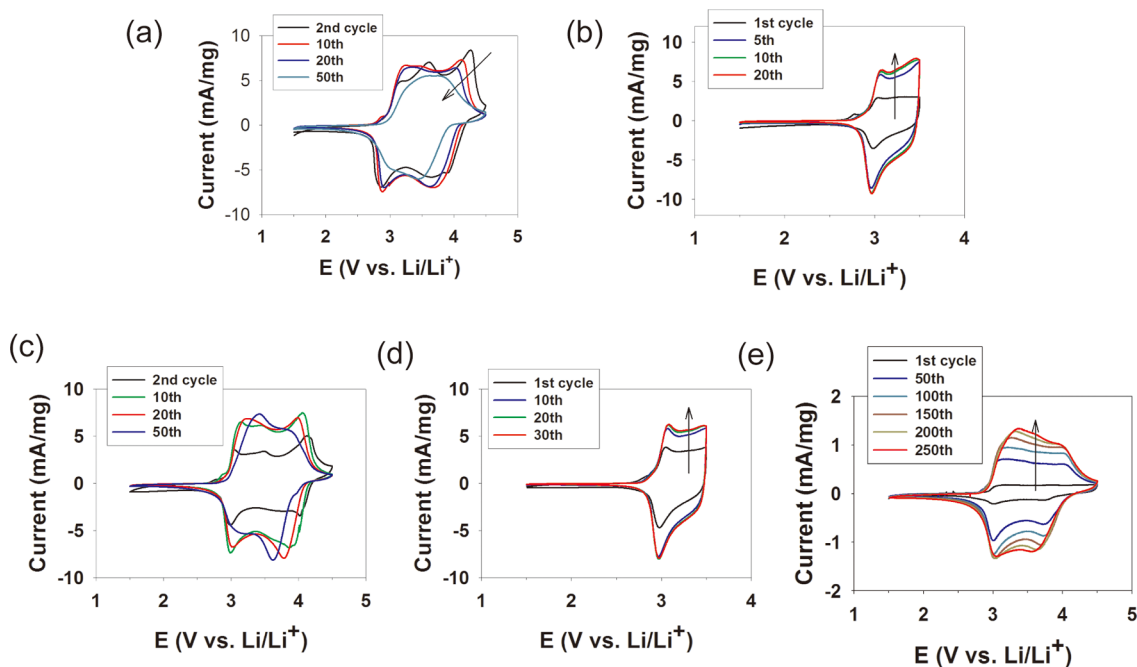 (a)
2nd cycle
10th
20th
50th
Current (mA/mg)
10
5
0
-5
-10
1 2 3 4 5
E (V vs. Li/Li+)
(b)
1st cycle
5th
10th
20th
Current (mA/mg)
10
5
0
-5
-10
1 2 3 4
E (V vs. Li/Li+)
(c)
2nd cycle
10th
20th
50th
Current (mA/mg)
10
5
0
-5
-10
1 2 3 4 5
E (V vs. Li/Li+)
(d)
1st cycle
10th
20th
30th
Current (mA/mg)
10
5
0
-5
-10
1 2 3 4
E (V vs. Li/Li+)
(e)
1st cycle
50th
100th
150th
200th
250th
Current (mA/mg)
2
1
0
-1
-2
1 2 3 4 5
E (V vs. Li/Li+)